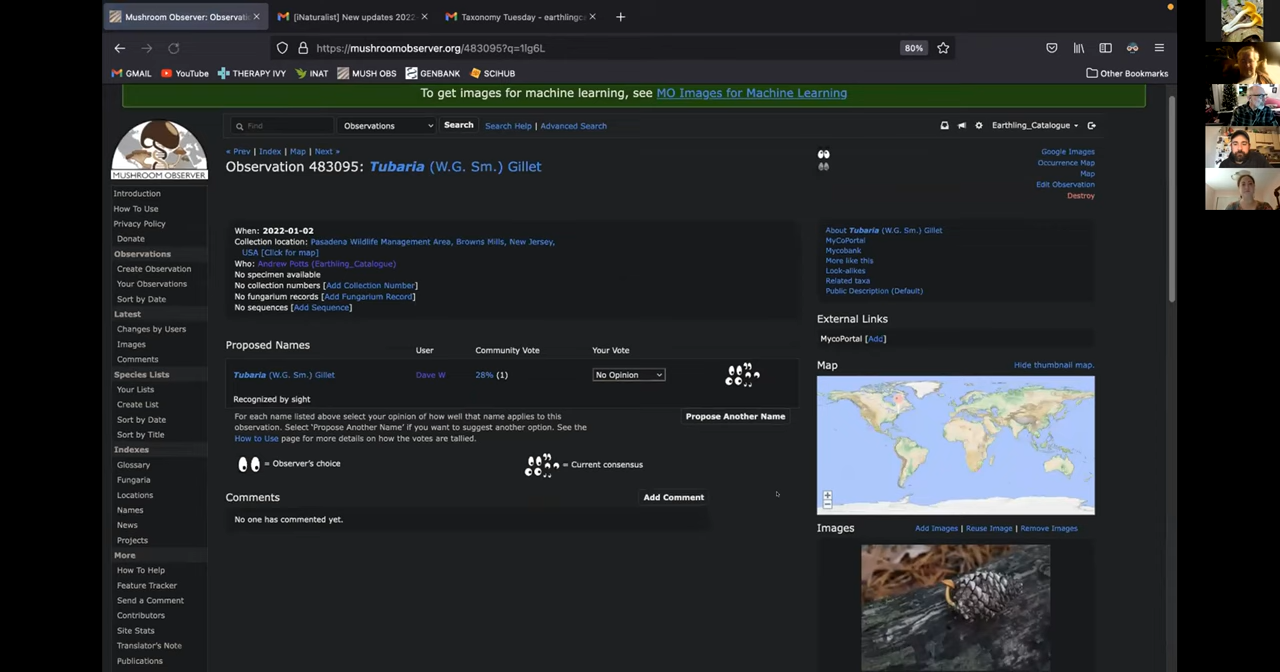 Mushroom Observer: Observati
[iNaturalist] New updates 2022
Taxonomy Tuesday - earthlingc
https://mushroomobserver.org/483095?q=1lg6L
80%
GMAIL
YouTube
THERAPY IVY
INAT
MUSH OBS
GENBANK
SCIHUB
Other Bookmarks
To get images for machine learning, see MO Images for Machine Learning
MUSHROOM OBSERVER
Find
Observations
Search
Search Help | Advanced Search
Earthling_Catalogue
« Prev | Index | Map | Next »
Observation 483095: Tubaria (W.G. Sm.) Gillet
Google Images
Occurrence Map
Map
Edit Observation
Destroy
Introduction
How To Use
Privacy Policy
Donate
Observations
Create Observation
Your Observations
Sort by Date
Latest
Changes by Users
Images
Comments
Species Lists
Your Lists
Create List
Sort by Date
Sort by Title
Indexes
Glossary
Fungaria
Locations
Names
News
Projects
More
How To Help
Feature Tracker
Send a Comment
Contributors
Site Stats
Translator's Note
Publications
When: 2022-01-02
Collection location: Pasadena Wildlife Management Area, Browns Mills, New Jersey,
USA [Click for map]
Who: Andrew Potts (Earthling_Catalogue)
No specimen available
No collection numbers [Add Collection Number]
No fungarium records [Add Fungarium Record]
No sequences [Add Sequence]
Proposed Names
User
Community Vote
Your Vote
Tubaria (W.G. Sm.) Gillet
Dave W
28% (1)
No Opinion
Recognized by sight
For each name listed above select your opinion of how well that name applies to this
observation. Select 'Propose Another Name' if you want to suggest another option. See the
How to Use page for more details on how the votes are tallied.
Propose Another Name
= Observer's choice
= Current consensus
Comments
Add Comment
No one has commented yet.
About Tubaria (W.G. Sm.) Gillet
MyCoPortal
Mycobank
More like this
Look-alikes
Related taxa
Public Description (Default)
External Links
MycoPortal [Add]
Map
Hide thumbnail map.
Images
Add Images | Reuse Image | Remove Images